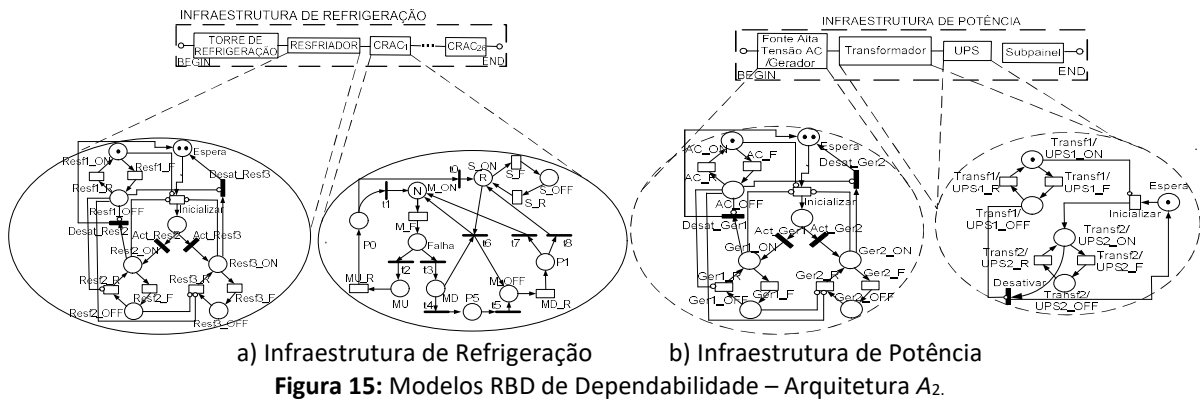 INFRAESTRUTURA DE REFRIGERAÇÃO
TORRE DE
REFRIGERAÇÃO
RESFRIADOR
CRAC1
CRAC26
BEGIN
END
Resf1_ON
Espera
Resf1_R
Resf1_F
Desat_Resf3
Resf1_OFF
Inicializar
Desat_Res2
Act_Res2
Act_Resf3
Res2_ON
Resf3_ON
Resf2_R
Resf2_F
Resf3_R
Resf3_F
Resf2_OFF
Resf3_OFF
t0
S_ON
S_F
R
S_OFF
S_R
t1
N
M_ON
M_F
P0
Falha
t6
t7
t8
t2
t3
P1
MU_R
MU
MD
M_OFF
t4
P5
t5
MD_R
INFRAESTRUTURA DE POTÊNCIA
Fonte Alta
Tensão AC
/Gerador
Transformador
UPS
Subpainel
BEGIN
END
AC_ON
Espera
AC_R
AC_F
Desat_Ger2
AC_OFF
Inicializar
Desat_Ger1
Act_Ger1
Act_Ger2
Ger1_ON
Ger2_ON
Ger1_R
Ger1_F
Ger2_R
Ger2_F
Ger1_OFF
Ger2_OFF
Transf1/
UPS1_ON
Transf1/
UPS1_R
Transf1/
UPS1_F
Espera
Transf1/
UPS1_OFF
Inicializar
Transf2/
UPS2_ON
Transf2/
UPS2_R
Transf2/
UPS2_F
Desativar
Transf2/
UPS2_OFF
a) Infraestrutura de Refrigeração
b) Infraestrutura de Potência
Figura 15: Modelos RBD de Dependabilidade – Arquitetura A2.